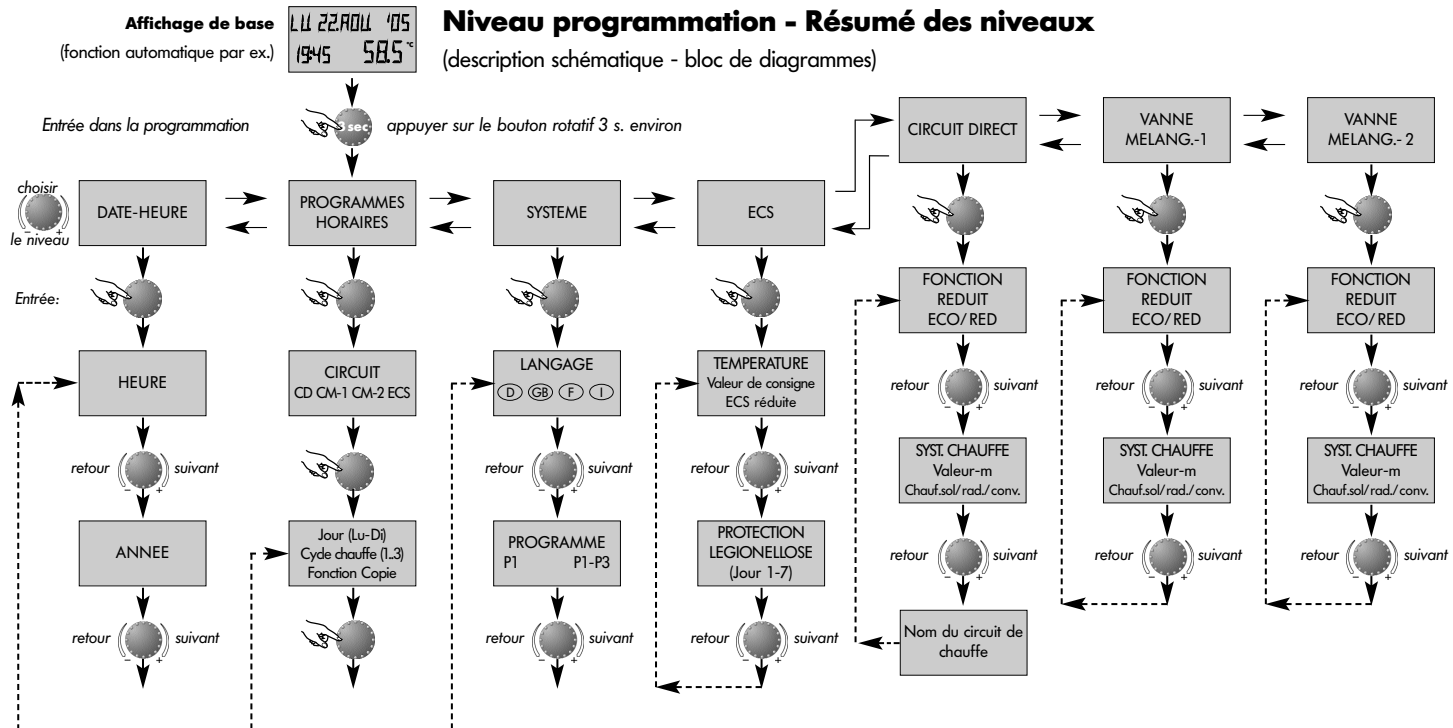 Affichage de base
(fonction automatique par ex.)
LU 22.AOU '05
19:45 58.5 °C
Niveau programmation - Résumé des niveaux
(description schématique - bloc de diagrammes)
Entrée dans la programmation
3 sec
appuyer sur le bouton rotatif 3 s. environ
CIRCUIT DIRECT
VANNE
MELANG.-1
VANNE
MELANG.- 2
choisir
- +
le niveau
DATE-HEURE
PROGRAMMES
HORAIRES
SYSTEME
ECS
Entrée:
FONCTION
REDUIT
ECO/ RED
FONCTION
REDUIT
ECO/ RED
FONCTION
REDUIT
ECO/ RED
HEURE
CIRCUIT
CD CM-1 CM-2 ECS
LANGAGE
D GB F I
TEMPERATURE
Valeur de consigne
ECS réduite
retour - + suivant
retour - + suivant
retour - + suivant
retour - + suivant
retour - + suivant
retour - + suivant
SYST. CHAUFFE
Valeur-m
Chauf.sol/ rad./ conv.
SYST. CHAUFFE
Valeur-m
Chauf.sol/ rad./ conv.
SYST. CHAUFFE
Valeur-m
Chauf.sol/ rad./ conv.
ANNEE
Jour (Lu-Di)
Cycle chauffe (1..3)
Fonction Copie
PROGRAMME
P1 P1-P3
PROTECTION
LEGIONELLOSE
(Jour 1-7)
retour - + suivant
retour - + suivant
retour - + suivant
retour - + suivant
retour - + suivant
retour - + suivant
Nom du circuit de
chauffe